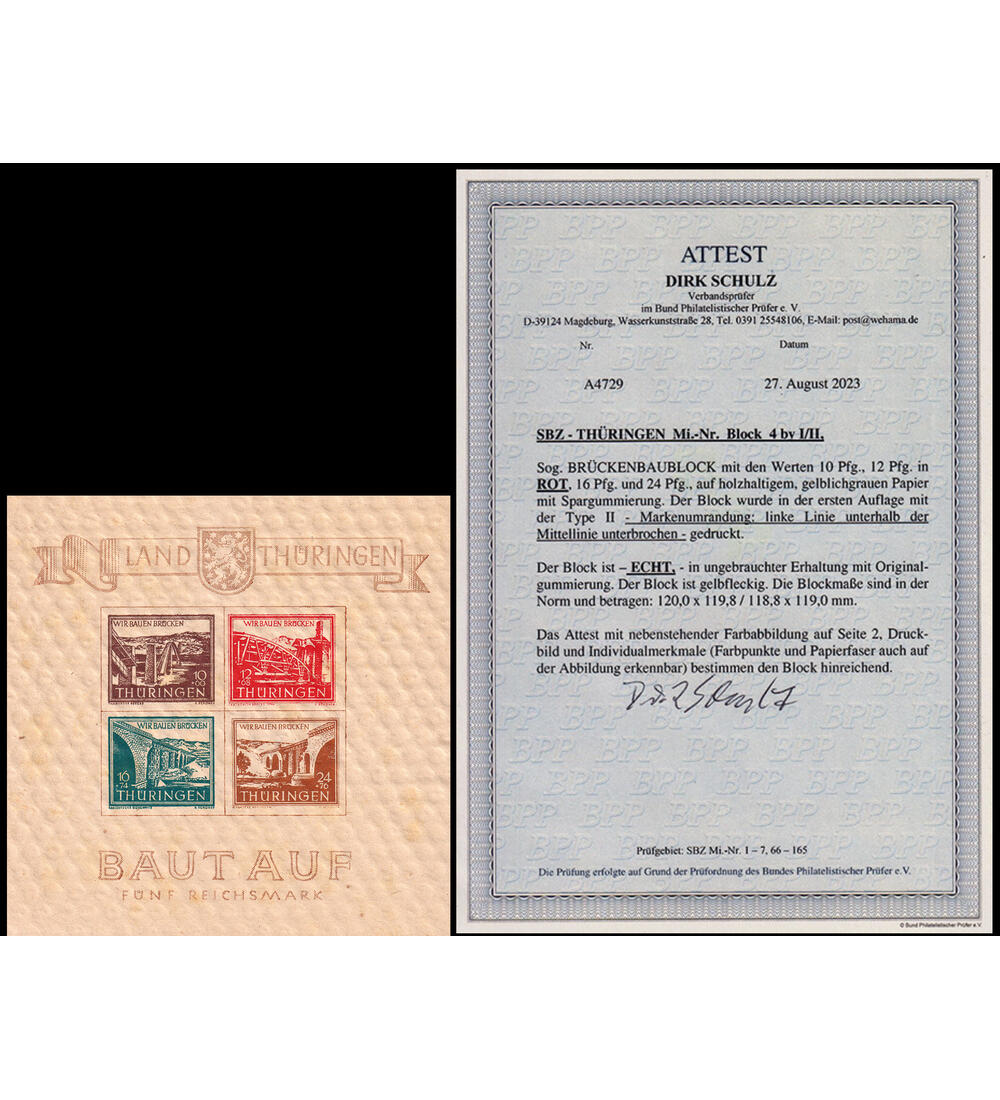 LAND THÜRINGEN
WIR BAUEN BRÜCKEN
10
+00
THÜRINGEN
WIR BAUEN BRÜCKEN
12
+08
THÜRINGEN
WIR BAUEN BRÜCKEN
16
+74
THÜRINGEN
WIR BAUEN BRÜCKEN
24
+76
THÜRINGEN
BAUT AUF
FÜNF REICHSMARK
ATTEST
DIRK SCHULZ
Verbandsprüfer
im Bund Philatelistischer Prüfer e. V.
D-39124 Magdeburg, Wasserkunststraße 28, Tel. 0391 25548106, E-Mail: post@wehama.de
Nr. Datum
A4729 27. August 2023
SBZ - THÜRINGEN Mi.-Nr. Block 4 by I/II,
Sog. BRÜCKENBAUBLOCK mit den Werten 10 Pfg., 12 Pfg. in
ROT, 16 Pfg. und 24 Pfg., auf holzhaltigem, gelblichgrauen Papier
mit Spargummierung. Der Block wurde in der ersten Auflage mit
der Type II - Markenumrandung: linke Linie unterhalb der
Mittellinie unterbrochen - gedruckt.
Der Block ist – ECHT, - in ungebrauchter Erhaltung mit Original-
gummierung. Der Block ist gelbfleckig. Die Blockmaße sind in der
Norm und betragen: 120,0 x 119,8 / 118,8 x 119,0 mm.
Das Attest mit nebenstehender Farbabbildung auf Seite 2, Druck-
bild und Individualmerkmale (Farbpunkte und Papierfaser auch auf
der Abbildung erkennbar) bestimmen den Block hinreichend.
Prüfgebiet: SBZ Mi.-Nr. 1 – 7, 66 – 165
Die Prüfung erfolgte auf Grund der Prüfordnung des Bundes Philatelistischer Prüfer e.V.
© Bund Philatelistischer Prüfer e.V.